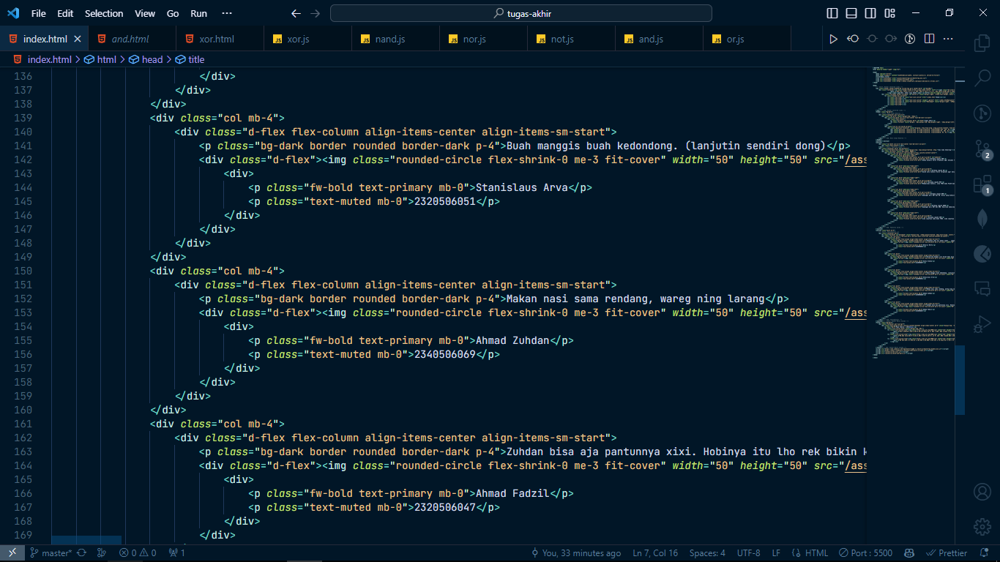 File Edit Selection View Go Run ··· tugas-akhir
index.html and.html xor.html xor.js nand.js nor.js not.js and.js or.js
index.html > html > head > title
136 </div>
137 </div>
138 </div>
139 <div class="col mb-4">
140 <div class="d-flex flex-column align-items-center align-items-sm-start">
141 <p class="bg-dark border rounded border-dark p-4">Buah manggis buah kedondong. (lanjutin sendiri dong)</p>
142 <div class="d-flex"><img class="rounded-circle flex-shrink-0 me-3 fit-cover" width="50" height="50" src="/ass
143 <div>
144 <p class="fw-bold text-primary mb-0">Stanislaus Arva</p>
145 <p class="text-muted mb-0">2320506051</p>
146 </div>
147 </div>
148 </div>
149 </div>
150 <div class="col mb-4">
151 <div class="d-flex flex-column align-items-center align-items-sm-start">
152 <p class="bg-dark border rounded border-dark p-4">Makan nasi sama rendang, wareg ning larang</p>
153 <div class="d-flex"><img class="rounded-circle flex-shrink-0 me-3 fit-cover" width="50" height="50" src="/ass
154 <div>
155 <p class="fw-bold text-primary mb-0">Ahmad Zuhdan</p>
156 <p class="text-muted mb-0">2340506069</p>
157 </div>
158 </div>
159 </div>
160 </div>
161 <div class="col mb-4">
162 <div class="d-flex flex-column align-items-center align-items-sm-start">
163 <p class="bg-dark border rounded border-dark p-4">Zuhdan bisa aja pantunnya xixi. Hobinya itu lho rek bikin k
164 <div class="d-flex"><img class="rounded-circle flex-shrink-0 me-3 fit-cover" width="50" height="50" src="/ass
165 <div>
166 <p class="fw-bold text-primary mb-0">Ahmad Fadzil</p>
167 <p class="text-muted mb-0">2320506047</p>
168 </div>
169 </div>
2
1
master* 0 0 1 You, 33 minutes ago Ln 7, Col 16 Spaces: 4 UTF-8 LF HTML Port : 5500 Prettier